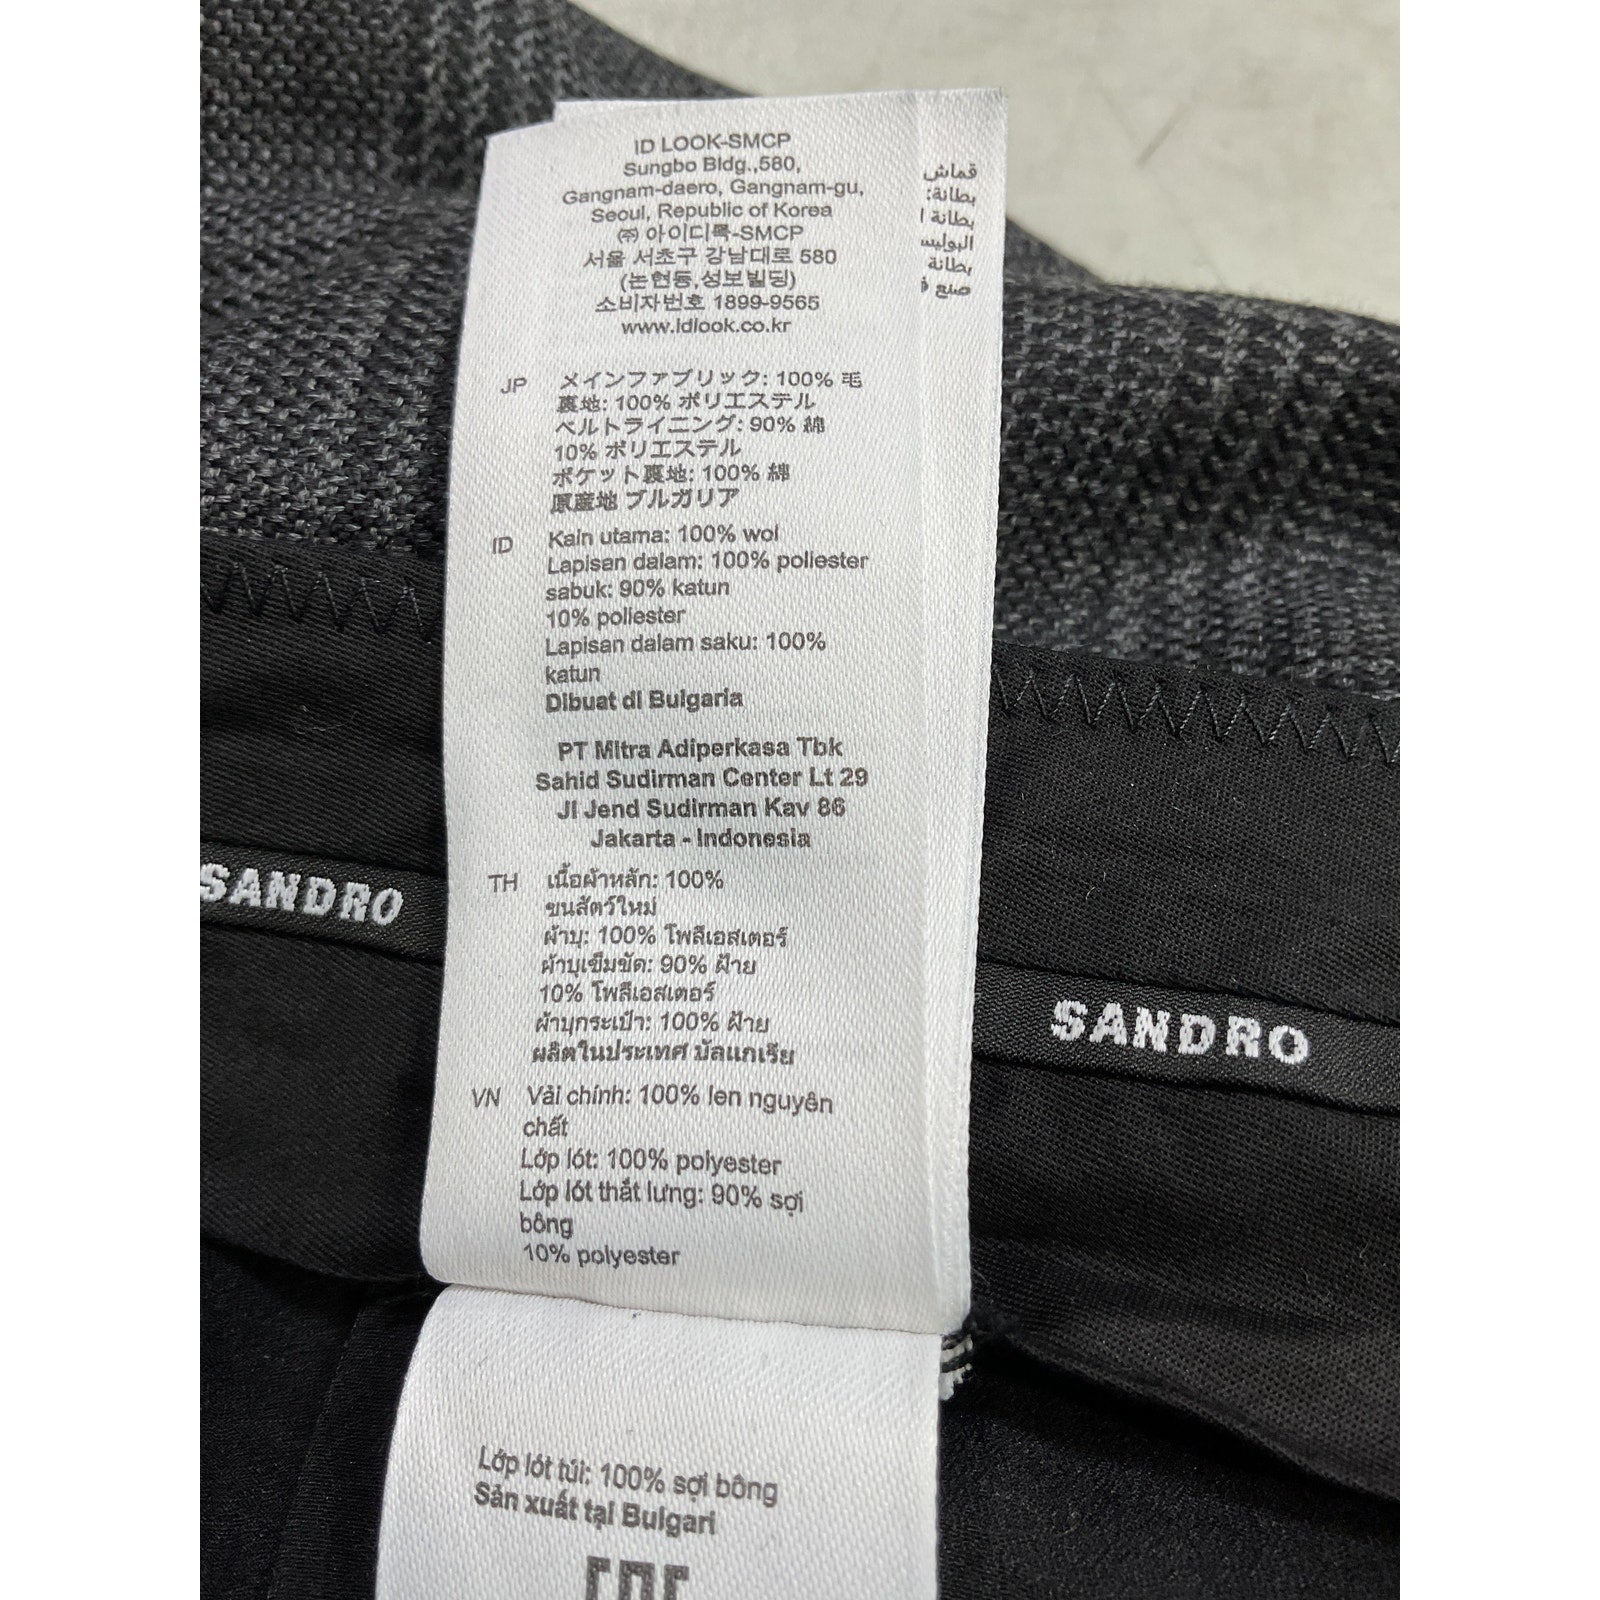 ID LOOK-SMCP
Sungbo Bldg.,580,
Gangnam-daero, Gangnam-gu,
Seoul, Republic of Korea
㈜ 아이디룩-SMCP
서울 서초구 강남대로 580
(논현동,성보빌딩)
소비자번호 1899-9565
www.idlook.co.kr
قماش
بطانة:
بطانة ا
البوليس
بطانة
صنع ف
JP メインファブリック: 100% 毛
裏地: 100% ポリエステル
ベルトライニング: 90% 綿
10% ポリエステル
ポケット裏地: 100% 綿
原産地 ブルガリア
ID Kain utama: 100% wol
Lapisan dalam: 100% poliester
sabuk: 90% katun
10% poliester
Lapisan dalam saku: 100%
katun
Dibuat di Bulgaria
PT Mitra Adiperkasa Tbk
Sahid Sudirman Center Lt 29
Jl Jend Sudirman Kav 86
Jakarta - Indonesia
TH เนื้อผ้าหลัก: 100%
ขนสัตว์ใหม่
ผ้าบุ: 100% โพลีเอสเตอร์
ผ้าบุเข็มขัด: 90% ฝ้าย
10% โพลีเอสเตอร์
ผ้าบุกระเป๋า: 100% ฝ้าย
ผลิตในประเทศ บัลแกเรีย
VN Vải chính: 100% len nguyên
chất
Lớp lót: 100% polyester
Lớp lót thắt lưng: 90% sợi
bông
10% polyester
Lớp lót túi: 100% sợi bông
Sản xuất tại Bulgari
SANDRO
SANDRO